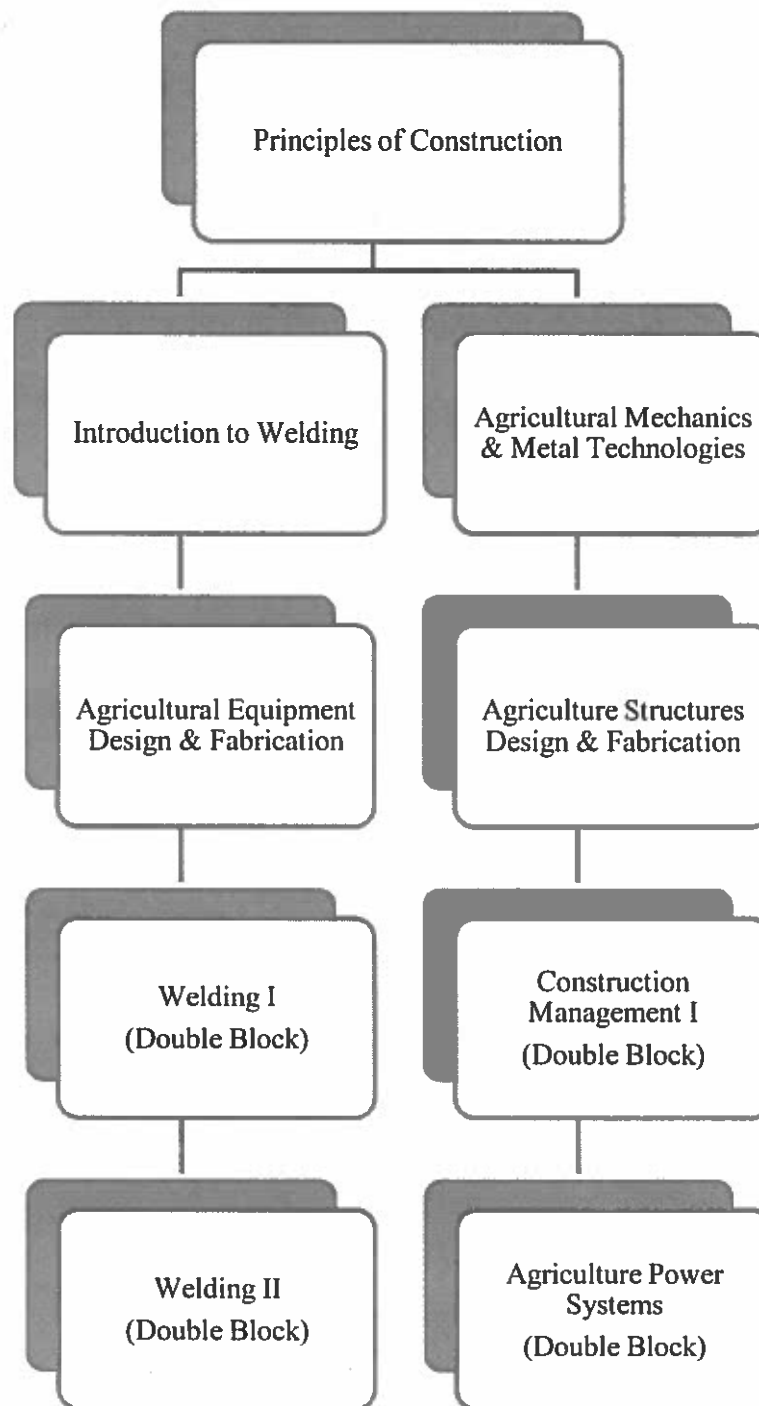 Principles of Construction
Introduction to Welding
Agricultural Mechanics
& Metal Technologies
Agricultural Equipment
Design & Fabrication
Agriculture Structures
Design & Fabrication
Welding I
(Double Block)
Construction
Management I
(Double Block)
Welding II
(Double Block)
Agriculture Power
Systems
(Double Block)